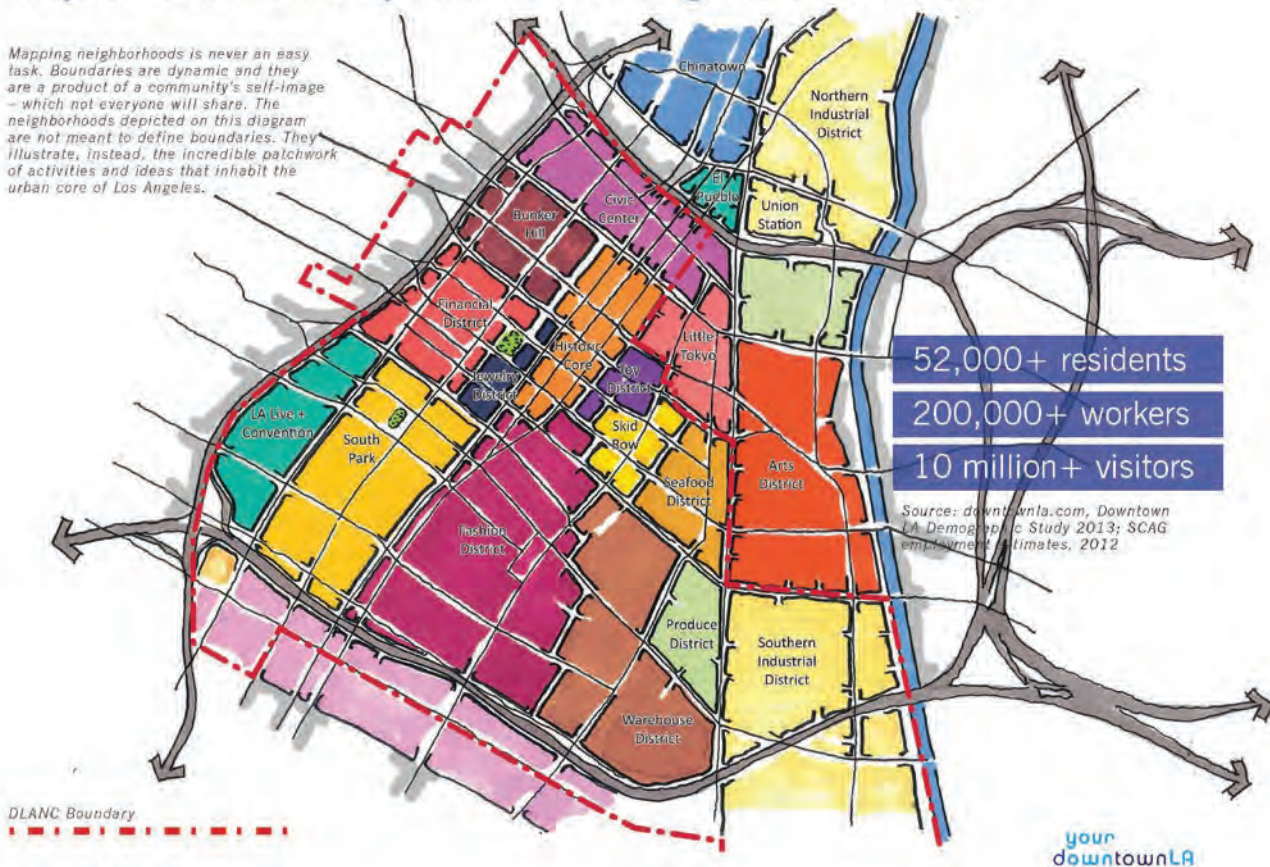 Mapping neighborhoods is never an easy
task. Boundaries are dynamic and they
are a product of a community's self-image
– which not everyone will share. The
neighborhoods depicted on this diagram
are not meant to define boundaries. They
illustrate, instead, the incredible patchwork
of activities and ideas that inhabit the
urban core of Los Angeles.
Chinatown
Northern
Industrial
District
El
Pueblo
Union
Station
Civic
Center
Bunker
Hill
Financial
District
Historic
Core
Little
Tokyo
Jewelry
District
Toy
District
LA Live +
Convention
South
Park
Skid
Row
Seafood
District
Arts
District
Fashion
District
Produce
District
Southern
Industrial
District
Warehouse
District
52,000+ residents
200,000+ workers
10 million+ visitors
Source: downtownla.com, Downtown
LA Demographic Study 2013; SCAG
employment estimates, 2012
DLANC Boundary
your
downtownLA